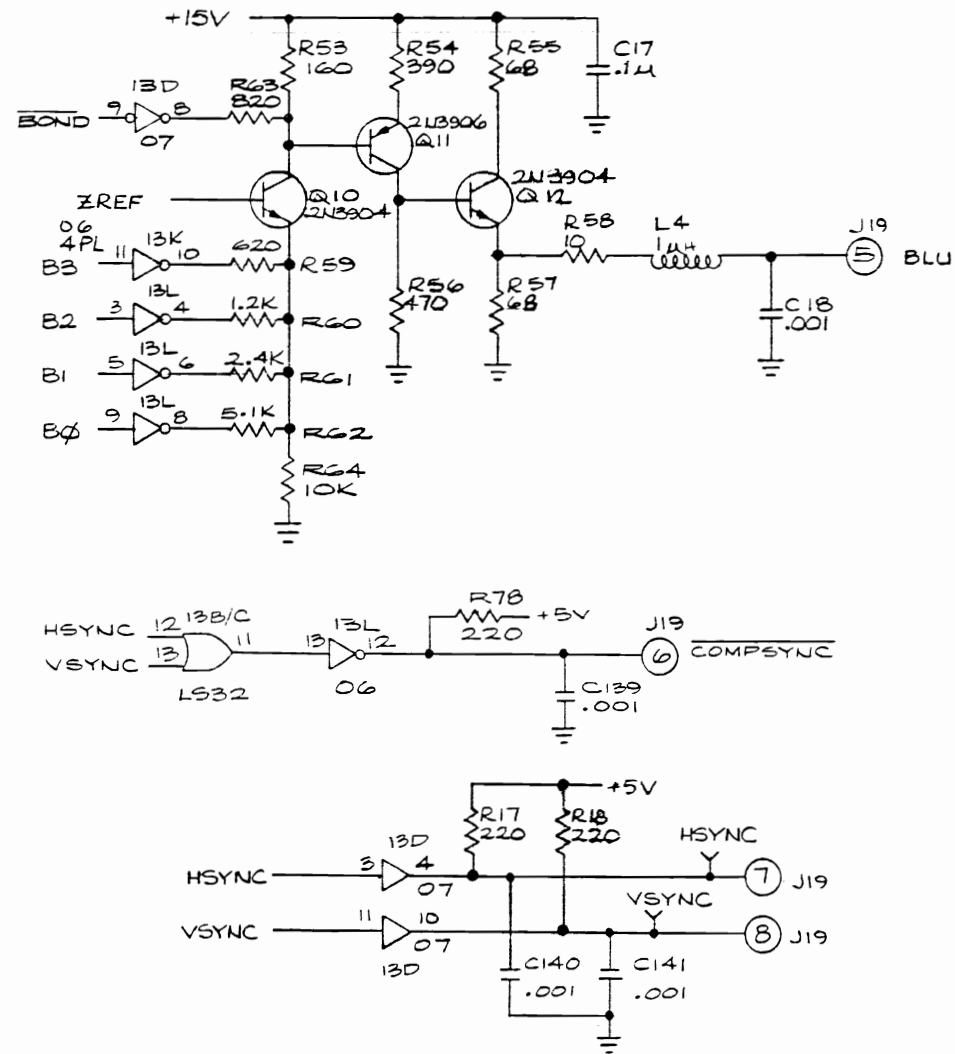 +15V
R53
160
R54
390
R55
68
C17
.1μ
13D
R63
820
BOND
9
8
07
2N3906
Q11
ZREF
Q10
2N3904
2N3904
Q12
06
4PL
B3
11
13K
10
620
R59
R58
10
L4
1μH
J19
5
BLU
B2
3
13L
4
1.2K
R60
R56
470
R57
68
C18
.001
B1
5
13L
6
2.4K
R61
BØ
9
13L
8
5.1K
R62
R64
10K
HSYNC
12
13B/C
11
VSYNC
13
LS32
13
13L
12
06
R78
220
+5V
J19
6
COMPSYNC
C139
.001
+5V
R17
220
R18
220
HSYNC
3
13D
4
07
HSYNC
7
J19
VSYNC
11
10
07
13D
VSYNC
8
J19
C140
.001
C141
.001